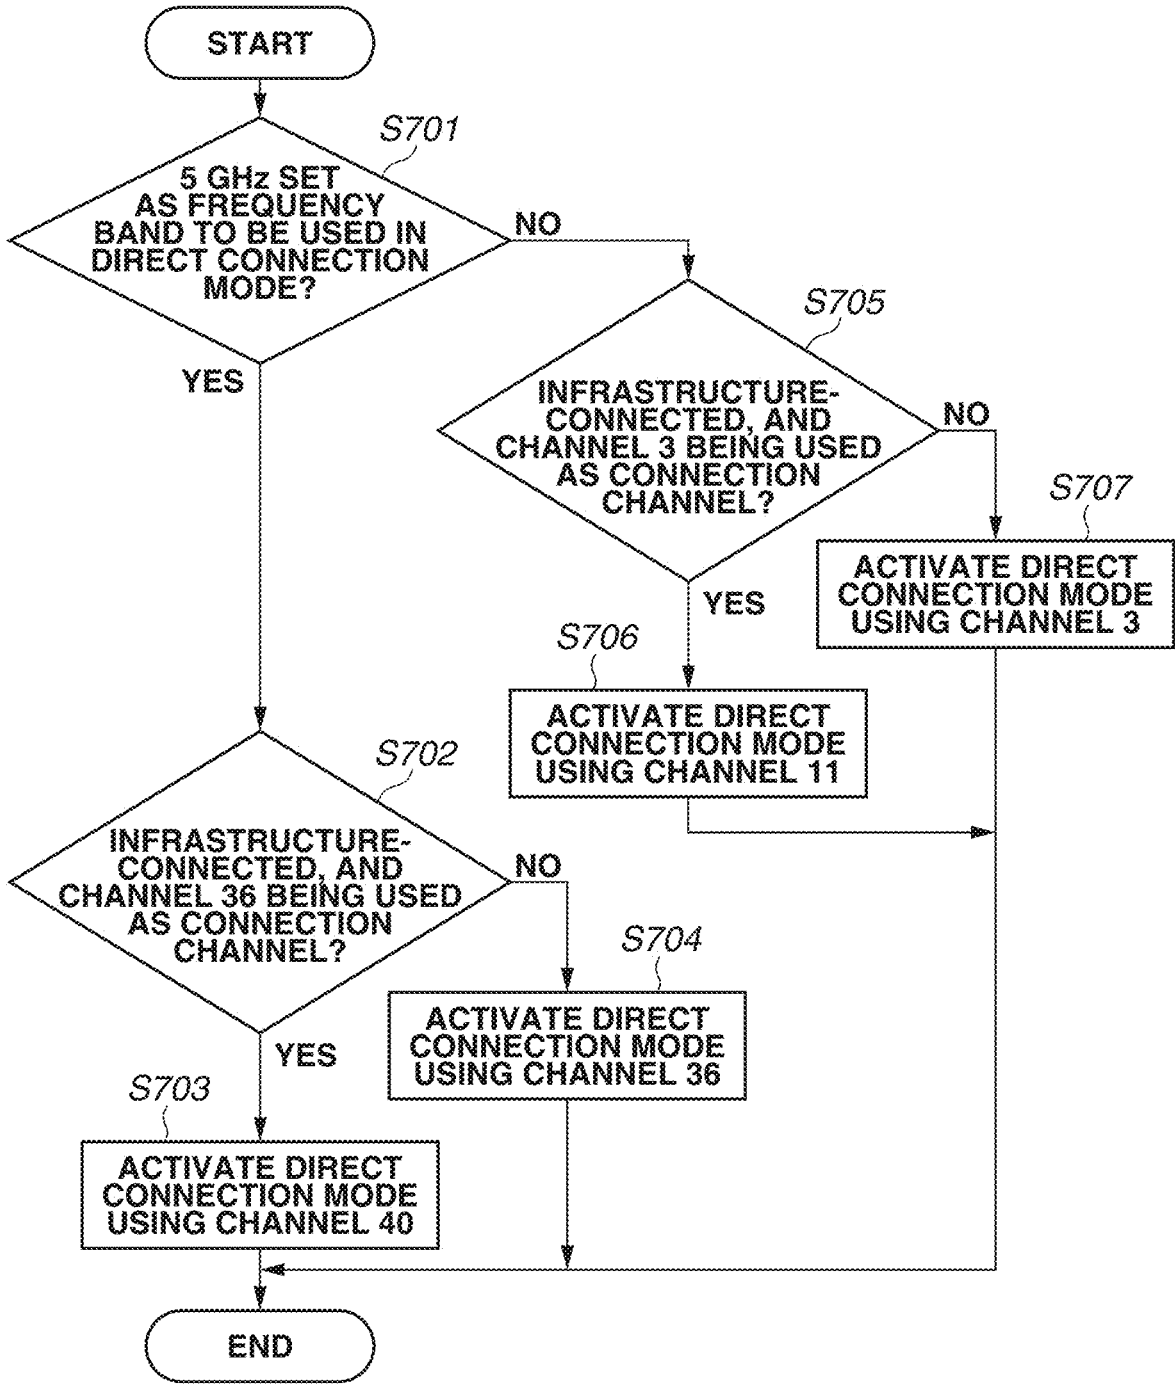 START
S701
5 GHz SET
AS FREQUENCY
BAND TO BE USED IN
DIRECT CONNECTION
MODE?
NO
YES
S705
INFRASTRUCTURE-
CONNECTED, AND
CHANNEL 3 BEING USED
AS CONNECTION
CHANNEL?
NO
YES
S707
ACTIVATE DIRECT
CONNECTION MODE
USING CHANNEL 3
S706
ACTIVATE DIRECT
CONNECTION MODE
USING CHANNEL 11
S702
INFRASTRUCTURE-
CONNECTED, AND
CHANNEL 36 BEING USED
AS CONNECTION
CHANNEL?
NO
YES
S704
ACTIVATE DIRECT
CONNECTION MODE
USING CHANNEL 36
S703
ACTIVATE DIRECT
CONNECTION MODE
USING CHANNEL 40
END